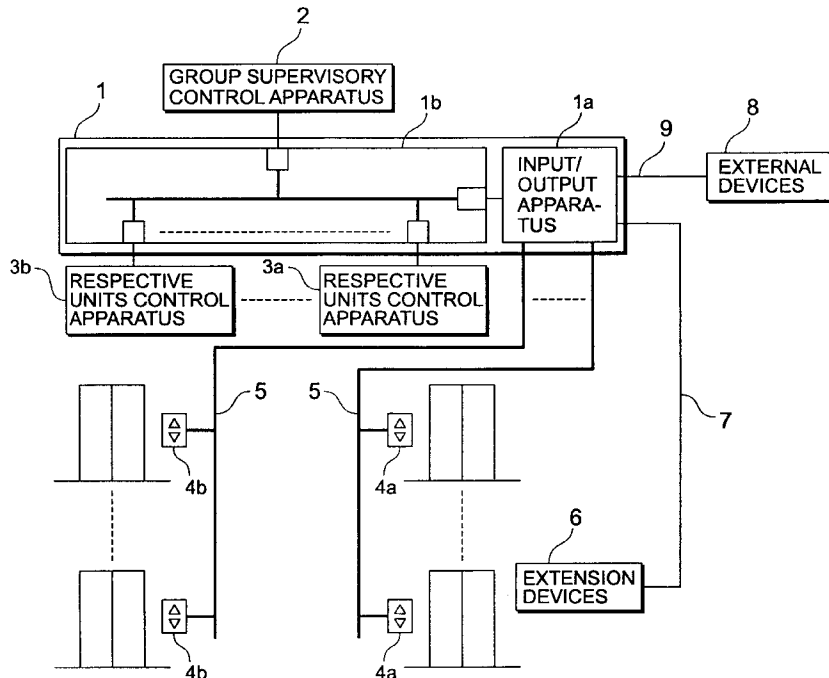 2
GROUP SUPERVISORY
CONTROL APPARATUS
1
1b
1a
8
9
INPUT/
OUTPUT
APPARA-
TUS
EXTERNAL
DEVICES
3b
RESPECTIVE
UNITS CONTROL
APPARATUS
3a
RESPECTIVE
UNITS CONTROL
APPARATUS
5
5
7
4b
4a
6
EXTENSION
DEVICES
4b
4a